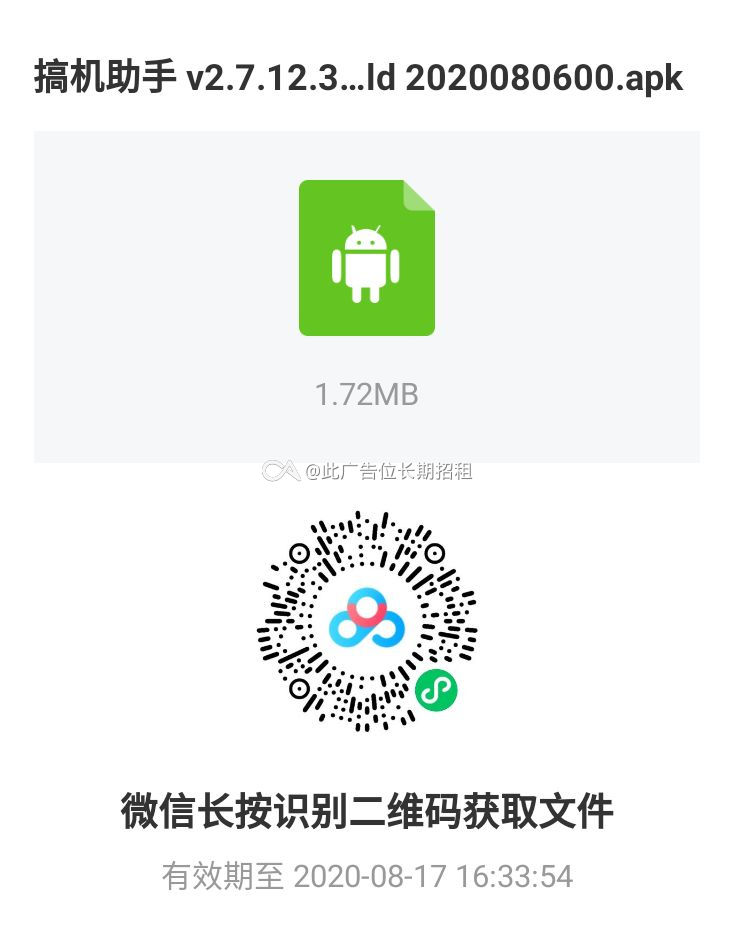 搞机助手 v2.7.12.3...ld 2020080600.apk
1.72MB
@此广告位长期招租
微信长按识别二维码获取文件
有效期至 2020-08-17 16:33:54